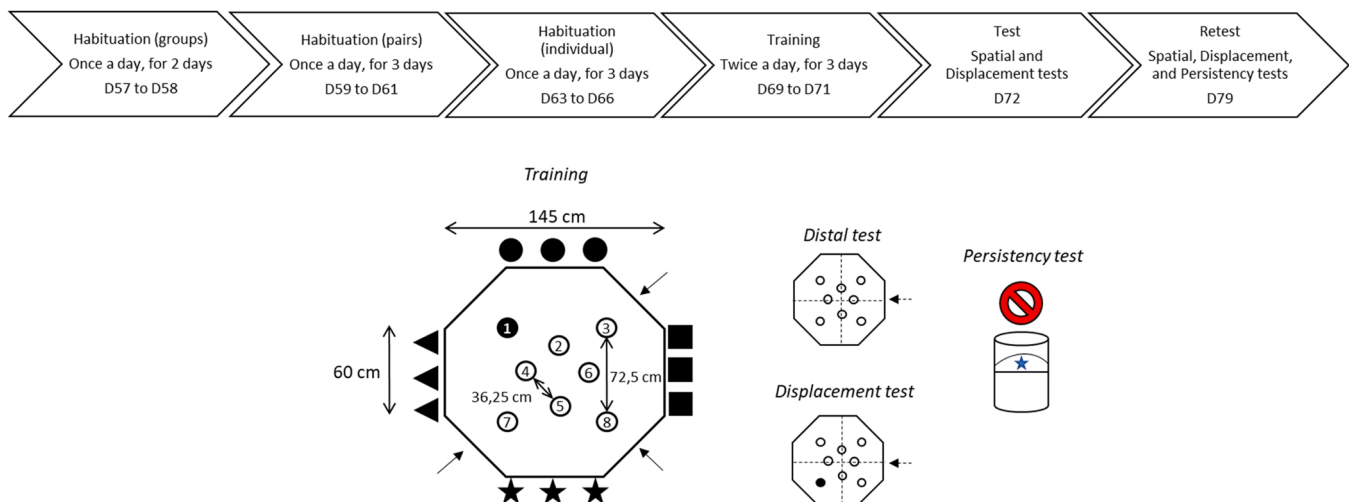 Habituation (groups)
Once a day, for 2 days
D57 to D58
Habituation (pairs)
Once a day, for 3 days
D59 to D61
Habituation
(individual)
Once a day, for 3 days
D63 to D66
Training
Twice a day, for 3 days
D69 to D71
Test
Spatial and
Displacement tests
D72
Retest
Spatial, Displacement,
and Persistency tests
D79
Training
145 cm
60 cm
1
2
3
4
5
6
7
8
36,25 cm
72,5 cm
Distal test
Displacement test
Persistency test